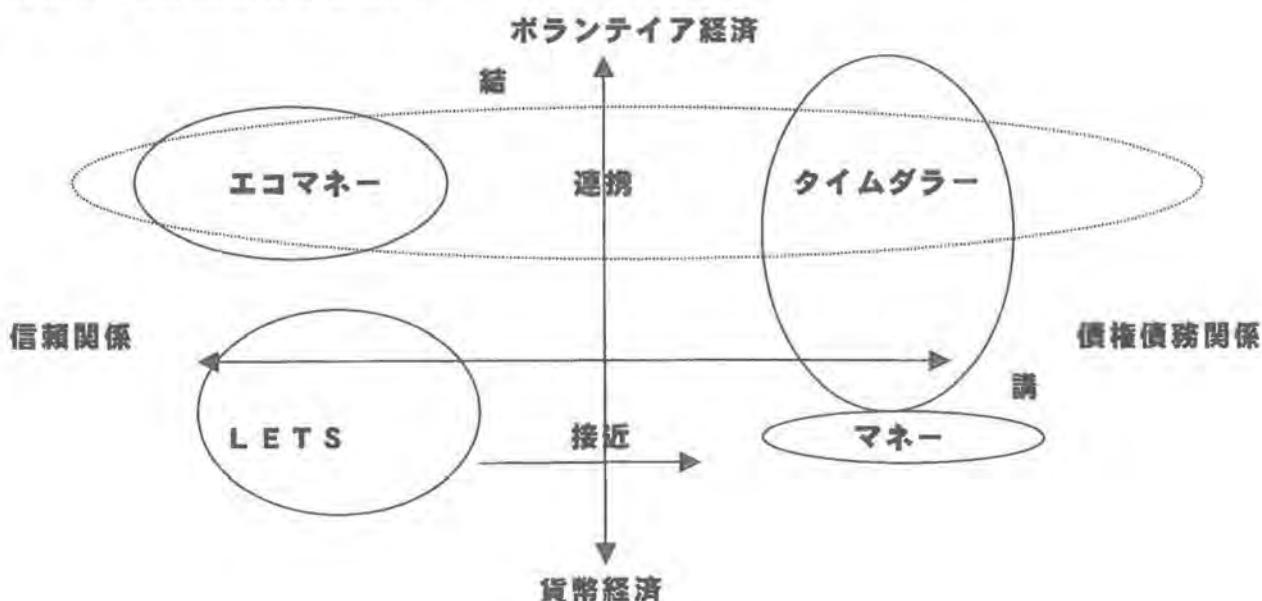 ボランテイア経済
結
エコマネー
連携
タイムダラー
信頼関係
債権債務関係
講
LETS
接近
マネー
貨幣経済